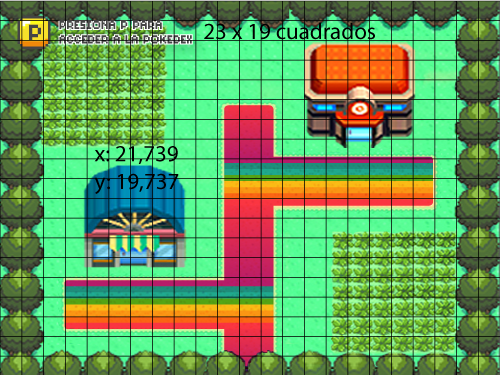 P PRESIONA P PARA
ACCEDER A LA POKEDEX
23 x 19 cuadrados
x: 21,739
y: 19,737